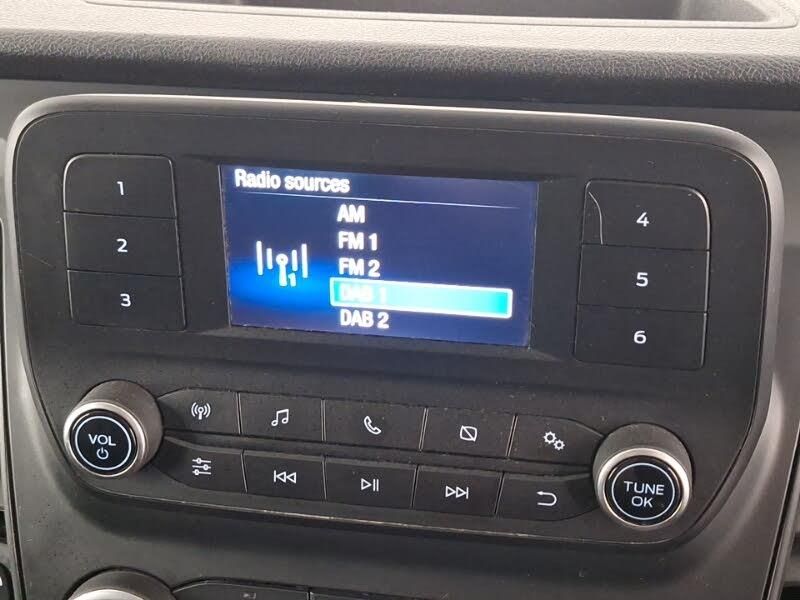 Radio sources
AM
FM 1
FM 2
DAB 1
DAB 2
1
2
3
4
5
6
VOL
TUNE
OK